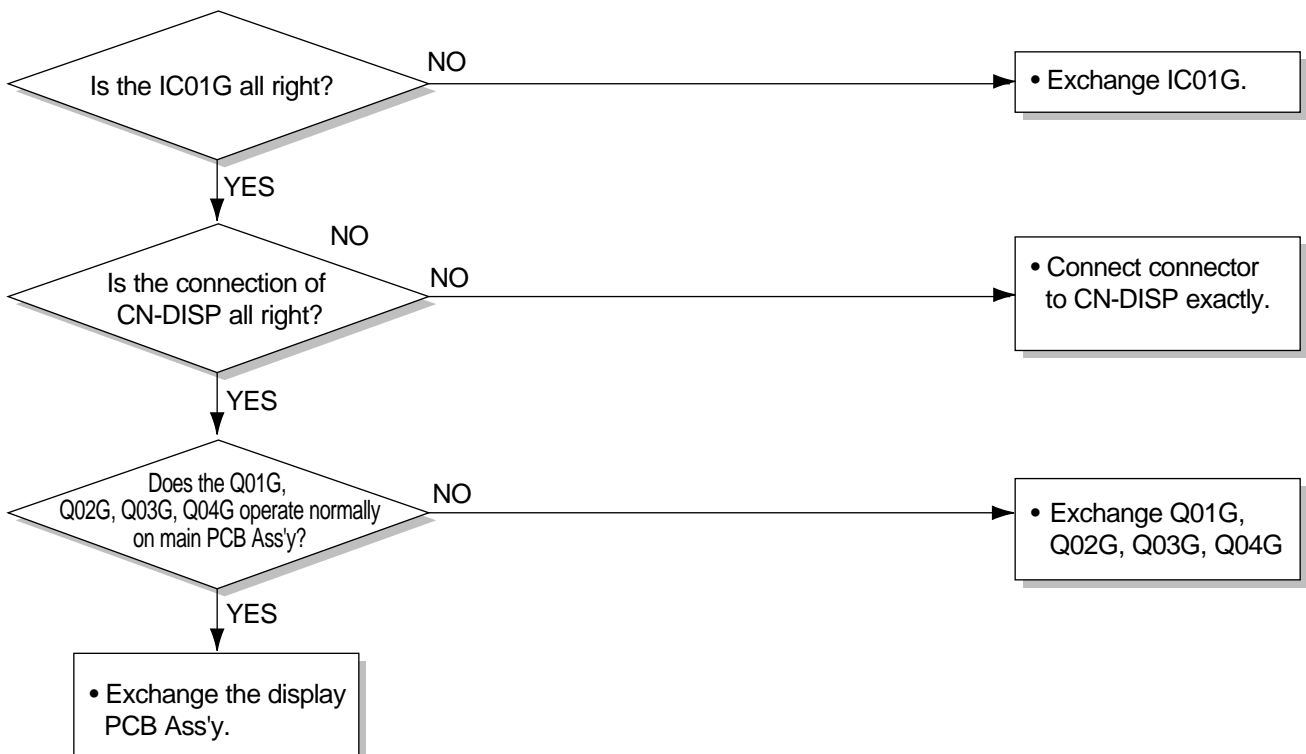 Is the IC01G all right?
NO
• Exchange IC01G.
YES
NO
Is the connection of
CN-DISP all right?
NO
• Connect connector
to CN-DISP exactly.
YES
Does the Q01G,
Q02G, Q03G, Q04G operate normally
on main PCB Ass'y?
NO
• Exchange Q01G,
Q02G, Q03G, Q04G
YES
• Exchange the display
PCB Ass'y.